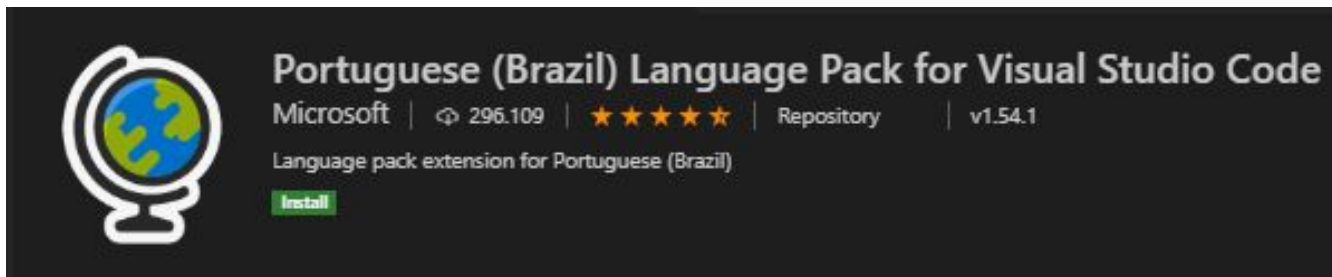 Portuguese (Brazil) Language Pack for Visual Studio Code
Microsoft | 296.109 | Repository | v1.54.1
Language pack extension for Portuguese (Brazil)
Install